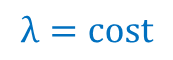 λ = cost